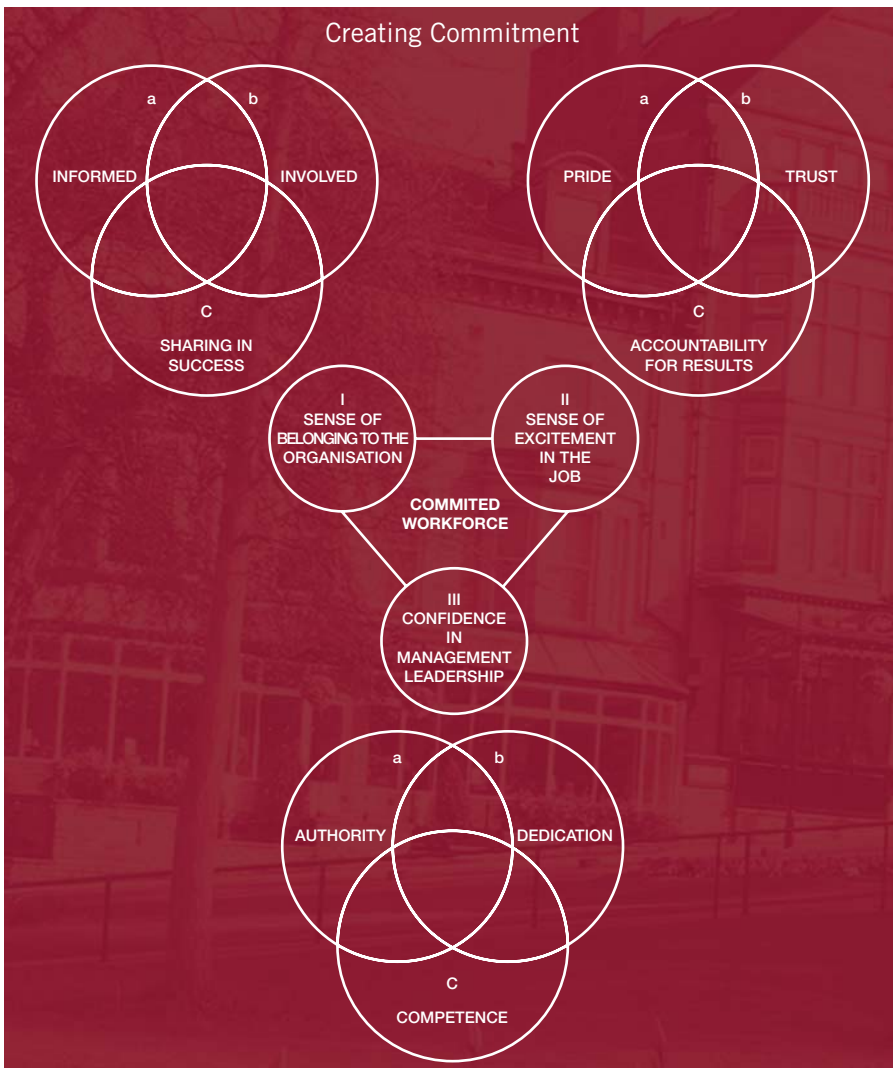 Creating Commitment
a
b
INFORMED
INVOLVED
C
SHARING IN
SUCCESS
a
b
PRIDE
TRUST
C
ACCOUNTABILITY
FOR RESULTS
I
SENSE OF
BELONGING TO THE
ORGANISATION
II
SENSE OF
EXCITEMENT
IN THE
JOB
COMMITED
WORKFORCE
III
CONFIDENCE
IN
MANAGEMENT
LEADERSHIP
a
b
AUTHORITY
DEDICATION
C
COMPETENCE